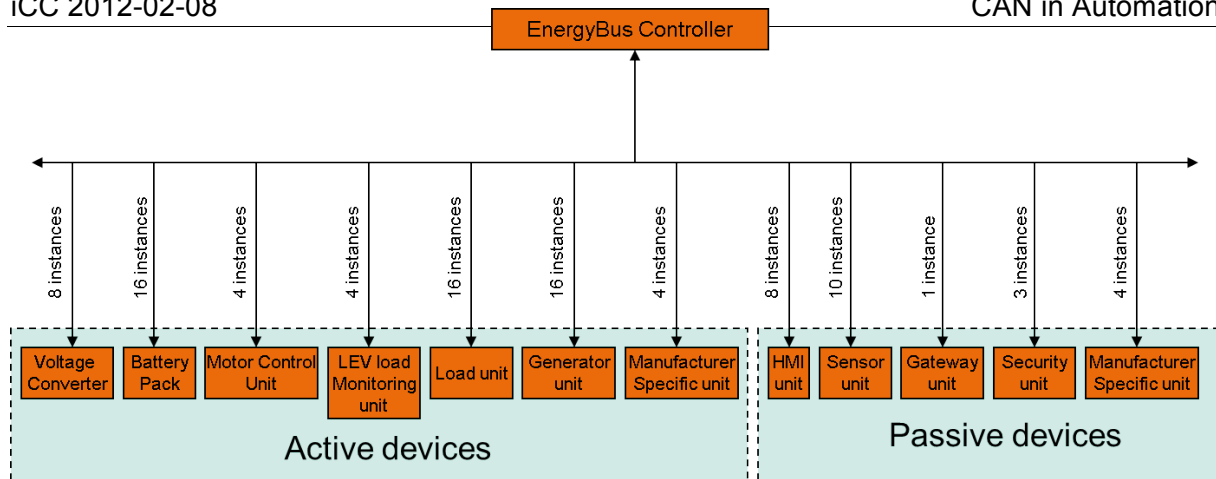 iCC 2012-02-08
CAN in Automation
EnergyBus Controller
8 instances
16 instances
4 instances
4 instances
16 instances
16 instances
4 instances
8 instances
10 instances
1 instance
3 instances
4 instances
Voltage
Converter
Battery
Pack
Motor Control
Unit
LEV load
Monitoring
unit
Load unit
Generator
unit
Manufacturer
Specific unit
HMI
unit
Sensor
unit
Gateway
unit
Security
unit
Manufacturer
Specific unit
Active devices
Passive devices